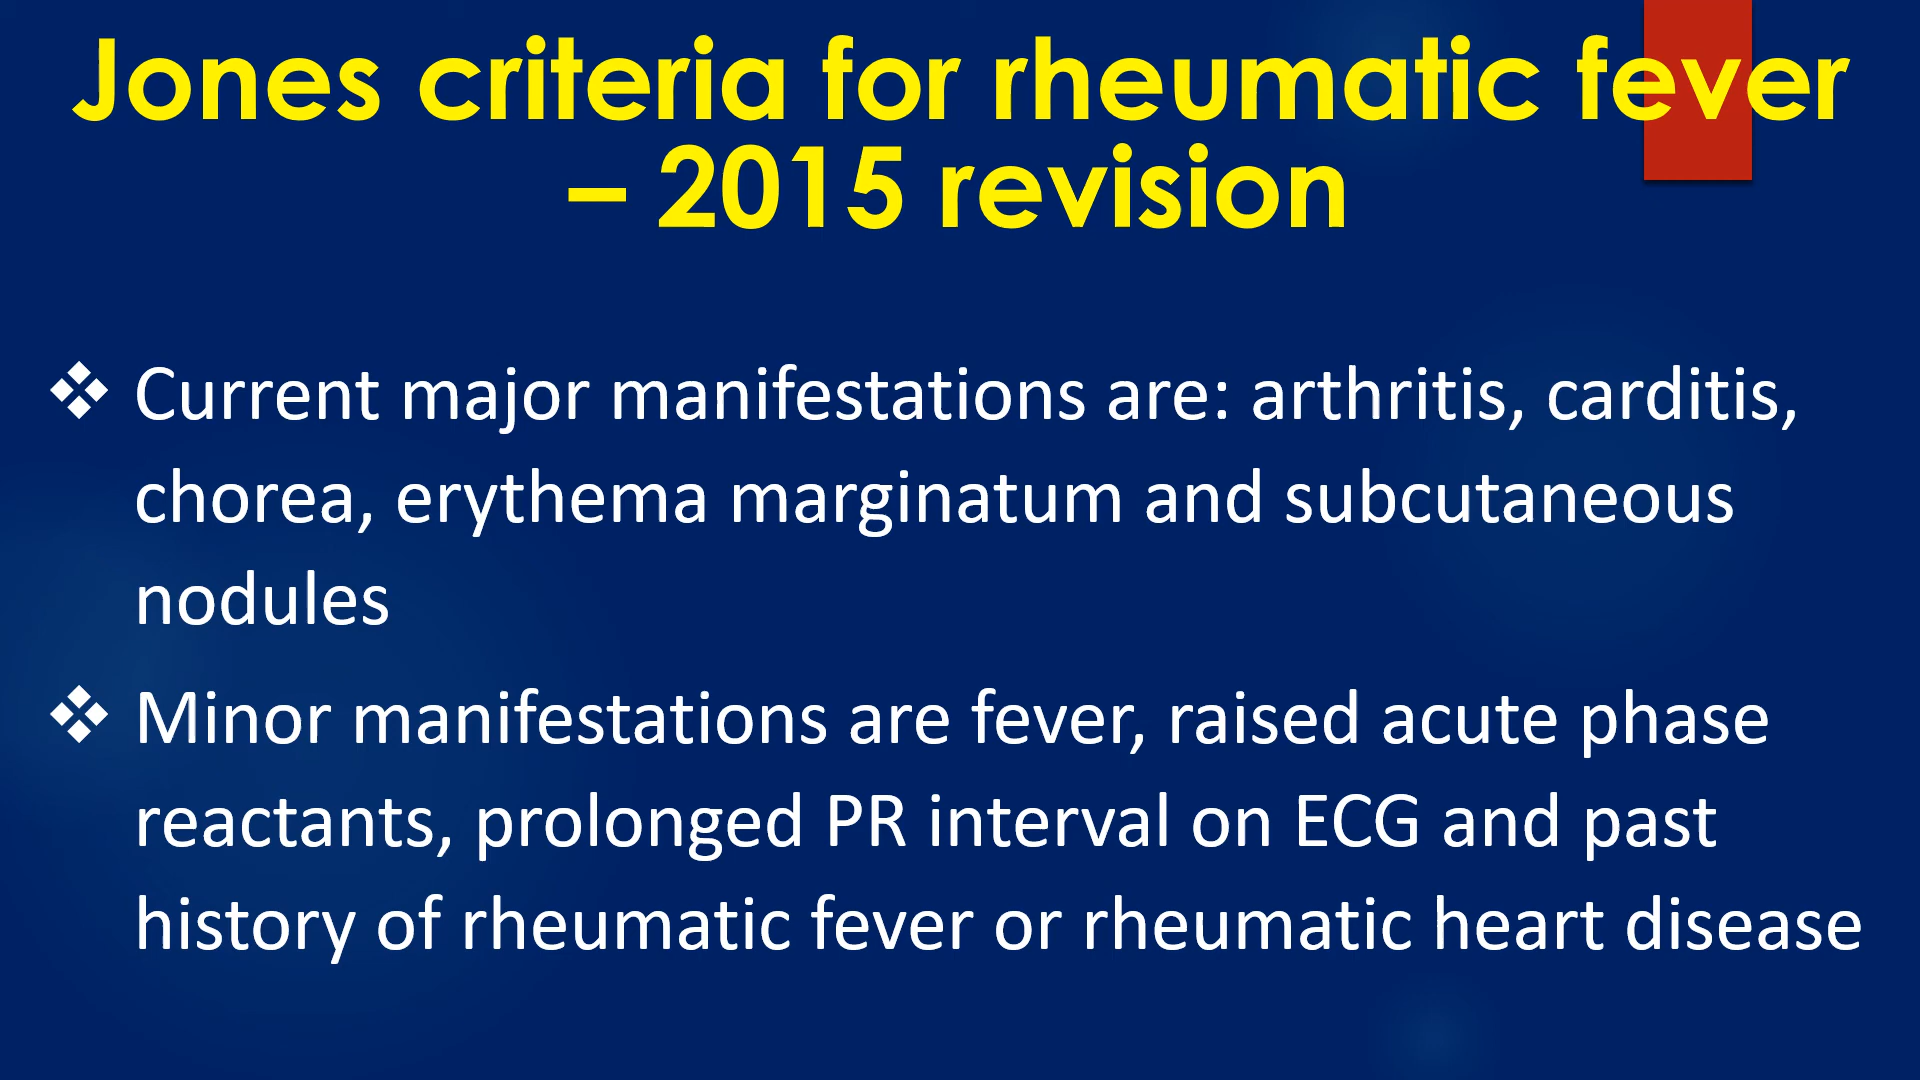 Jones criteria for rheumatic fever
– 2015 revision
❖ Current major manifestations are: arthritis, carditis,
chorea, erythema marginatum and subcutaneous
nodules
❖ Minor manifestations are fever, raised acute phase
reactants, prolonged PR interval on ECG and past
history of rheumatic fever or rheumatic heart disease